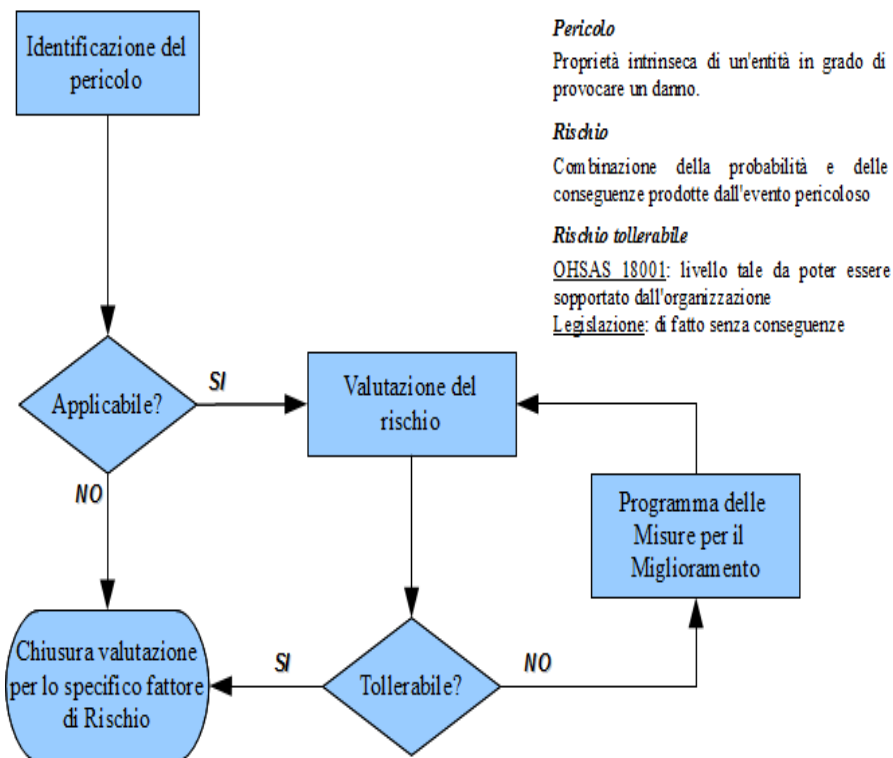 Identificazione del
pericolo
Pericolo
Proprietà intrinseca di un'entità in grado di
provocare un danno.
Rischio
Combinazione della probabilità e delle
conseguenze prodotte dall'evento pericoloso
Rischio tollerabile
OHSAS 18001: livello tale da poter essere
sopportato dall'organizzazione
Legislazione: di fatto senza conseguenze
Applicabile?
SI
Valutazione del
rischio
NO
Programma delle
Misure per il
Miglioramento
Chiusura valutazione
per lo specifico fattore
di Rischio
SI
Tollerabile?
NO